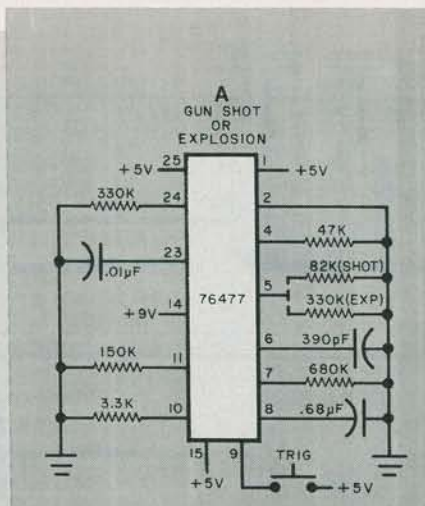 A
GUN SHOT
OR
EXPLOSION
+5V 25 1 +5V
330K 24 2
4 47K
23 82K(SHOT)
.01µF 5
330K(EXP)
+9V 14 76477
6 390pF
150K 11 7 680K
3.3K 10 8 .68µF
15 9 TRIG
+5V +5V